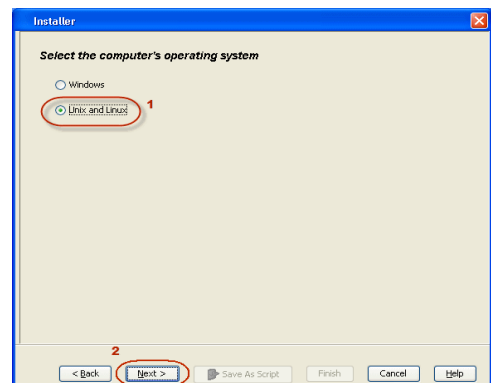 Installer
Select the computer's operating system
Windows
Unix and Linux 1
2
< Back Next > Save As Script Finish Cancel Help